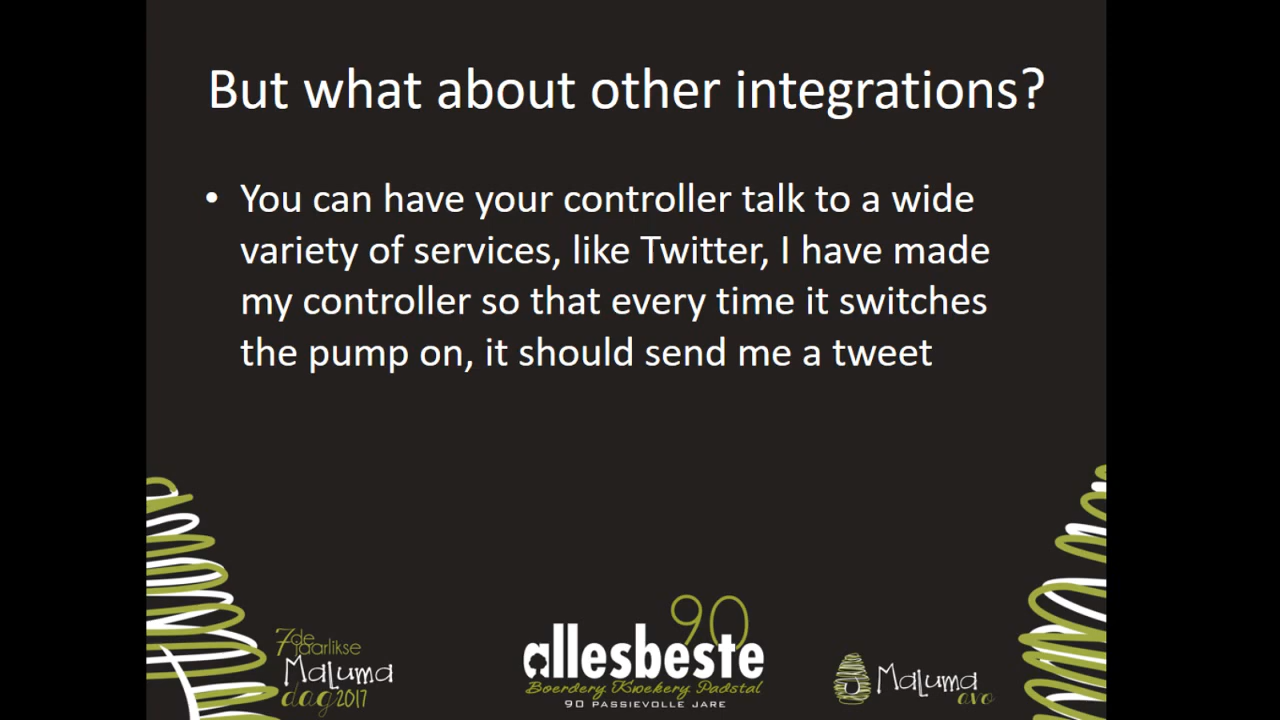 But what about other integrations?
• You can have your controller talk to a wide
variety of services, like Twitter, I have made
my controller so that every time it switches
the pump on, it should send me a tweet
7de
jaarlikse
Maluma
dag 2017
90
allesbeste
Boerdery Kwekery Padstal
90 PASSIEVOLLE JARE
Maluma
avo